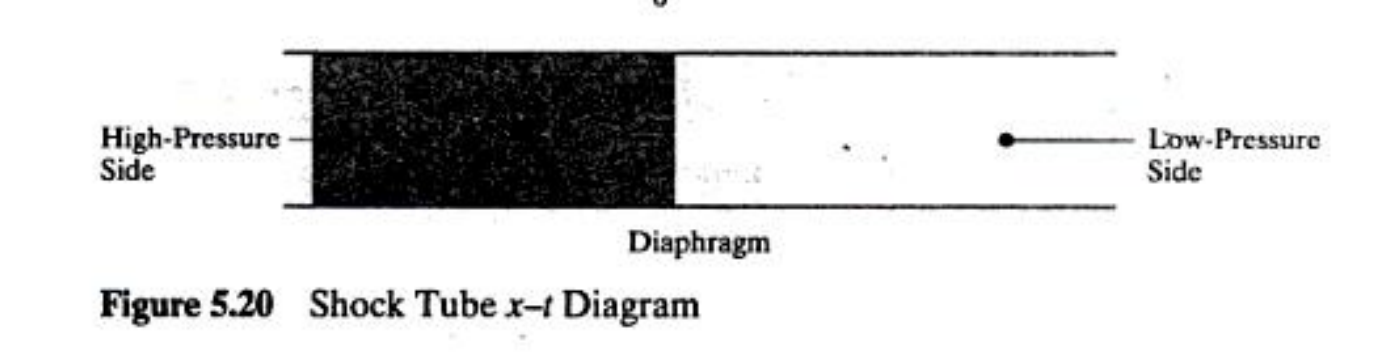 High-Pressure
Side
Low-Pressure
Side
Diaphragm
Figure 5.20 Shock Tube x–t Diagram